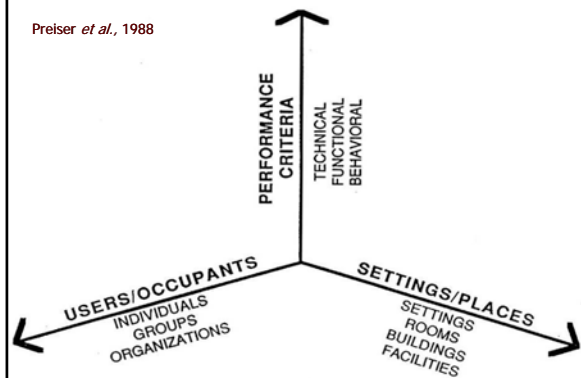 Preiser et al., 1988
PERFORMANCE
CRITERIA
TECHNICAL
FUNCTIONAL
BEHAVIORAL
USERS/OCCUPANTS
INDIVIDUALS
GROUPS
ORGANIZATIONS
SETTINGS/PLACES
SETTINGS
ROOMS
BUILDINGS
FACILITIES